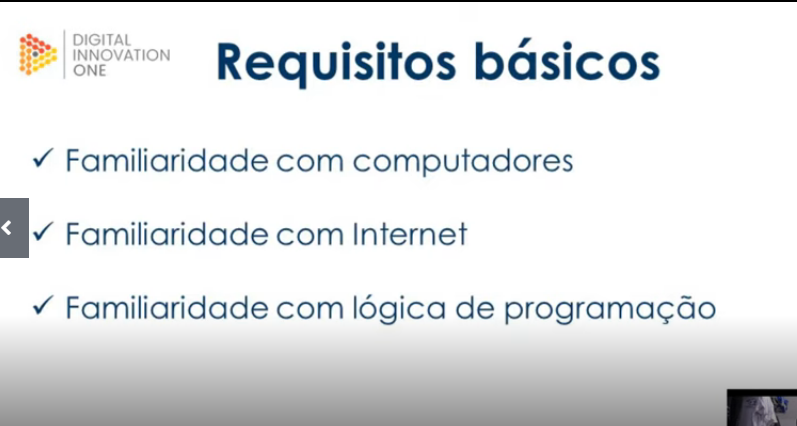 DIGITAL
INNOVATION
ONE
Requisitos básicos
✓ Familiaridade com computadores
✓ Familiaridade com Internet
✓ Familiaridade com lógica de programação